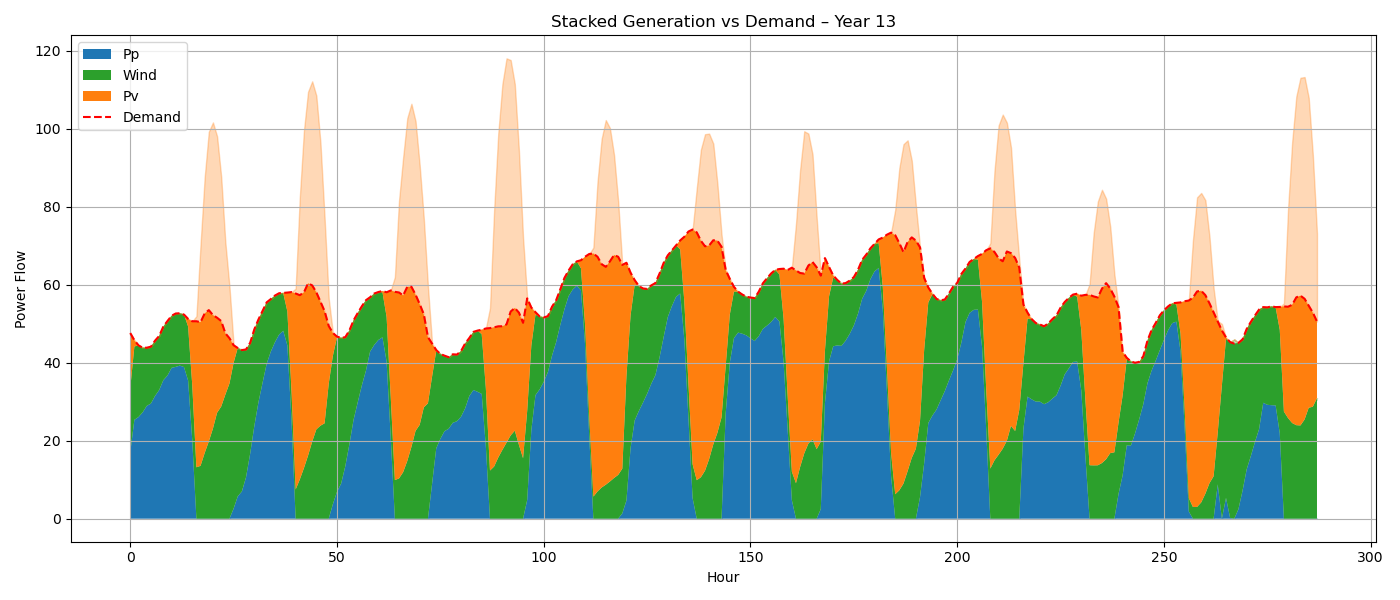 Stacked Generation vs Demand – Year 13
Pp
Wind
Pv
Demand
Power Flow
120
100
80
60
40
20
0
0 50 100 150 200 250 300
Hour